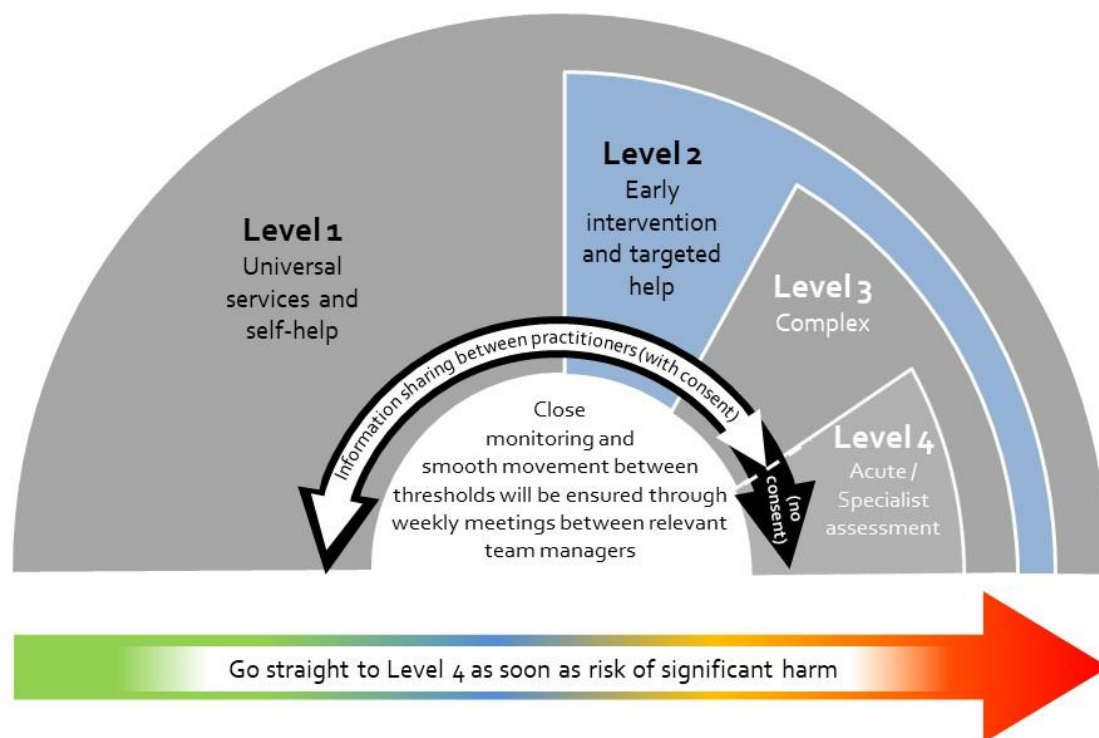 Level 1
Universal
services and
self-help
Level 2
Early
intervention
and targeted
help
Level 3
Complex
Level 4
Acute /
Specialist
assessment
Information sharing between practitioners (with consent)
(no
consent)
Close
monitoring and
smooth movement between
thresholds will be ensured through
weekly meetings between relevant
team managers
Go straight to Level 4 as soon as risk of significant harm